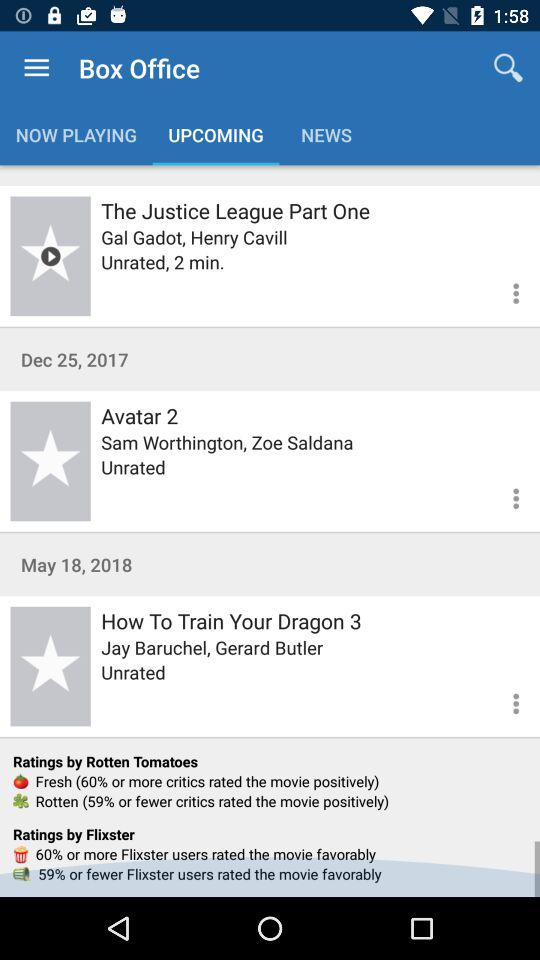 1:58
Box Office
NOW PLAYING UPCOMING NEWS
The Justice League Part One
Gal Gadot, Henry Cavill
Unrated, 2 min.
Dec 25, 2017
Avatar 2
Sam Worthington, Zoe Saldana
Unrated
May 18, 2018
How To Train Your Dragon 3
Jay Baruchel, Gerard Butler
Unrated
Ratings by Rotten Tomatoes
Fresh (60% or more critics rated the movie positively)
Rotten (59% or fewer critics rated the movie positively)
Ratings by Flixster
60% or more Flixster users rated the movie favorably
59% or fewer Flixster users rated the movie favorably